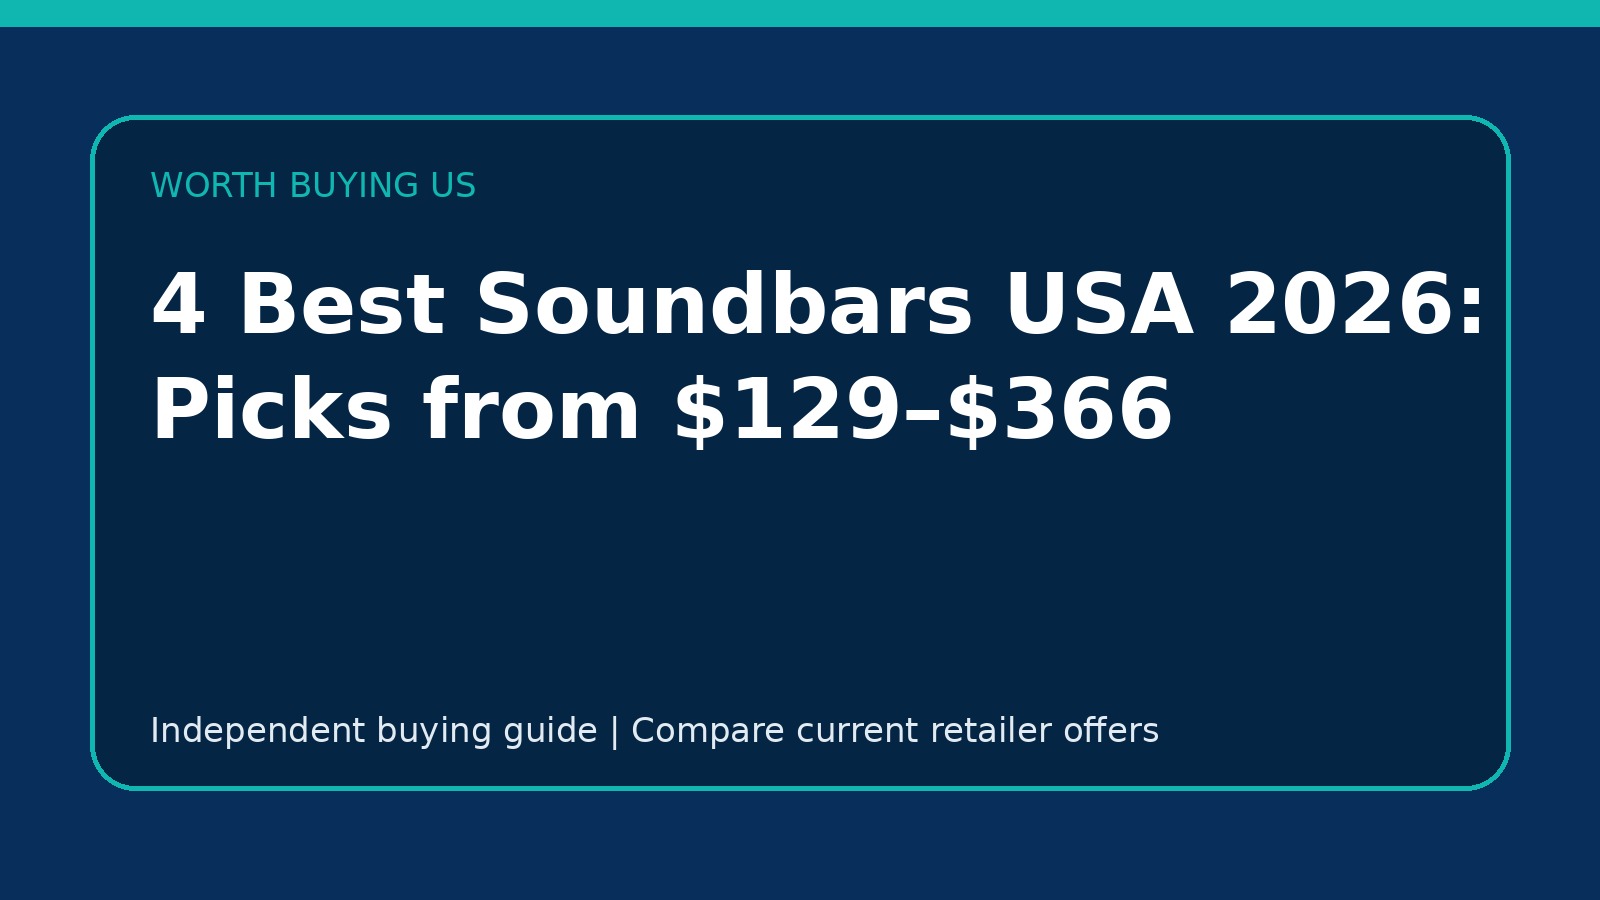 WORTH BUYING US
4 Best Soundbars USA 2026:
Picks from $129–$366
Independent buying guide | Compare current retailer offers